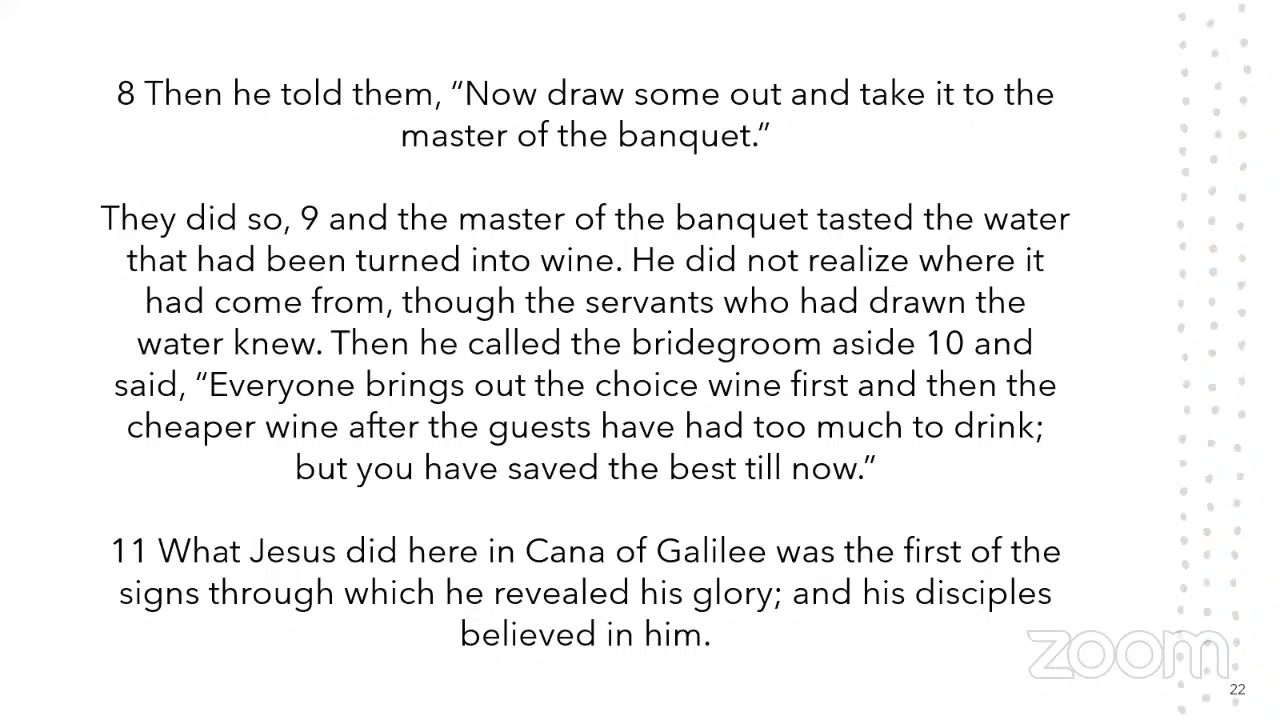 8 Then he told them, “Now draw some out and take it to the
master of the banquet.”
They did so, 9 and the master of the banquet tasted the water
that had been turned into wine. He did not realize where it
had come from, though the servants who had drawn the
water knew. Then he called the bridegroom aside 10 and
said, “Everyone brings out the choice wine first and then the
cheaper wine after the guests have had too much to drink;
but you have saved the best till now.”
11 What Jesus did here in Cana of Galilee was the first of the
signs through which he revealed his glory; and his disciples
believed in him.
zoom
22